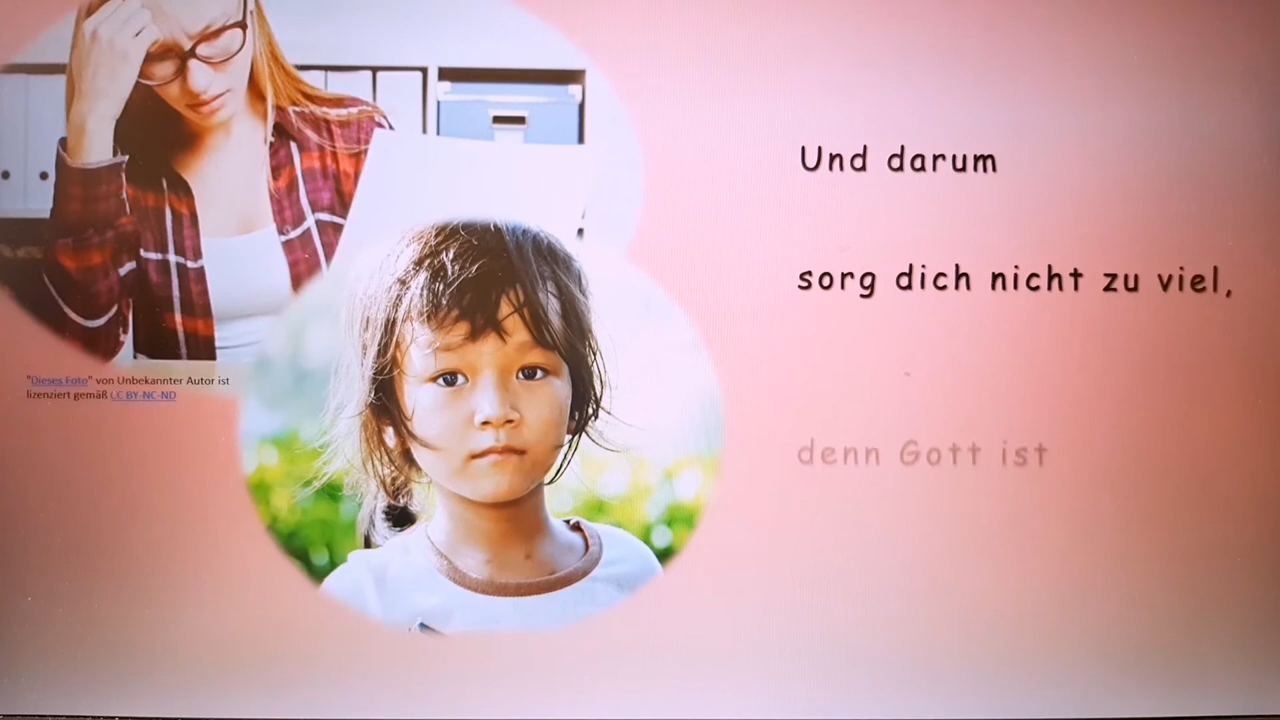 Und darum
sorg dich nicht zu viel,
denn Gott ist
"Dieses Foto" von Unbekannter Autor ist
lizenziert gemäß CC BY-NC-ND